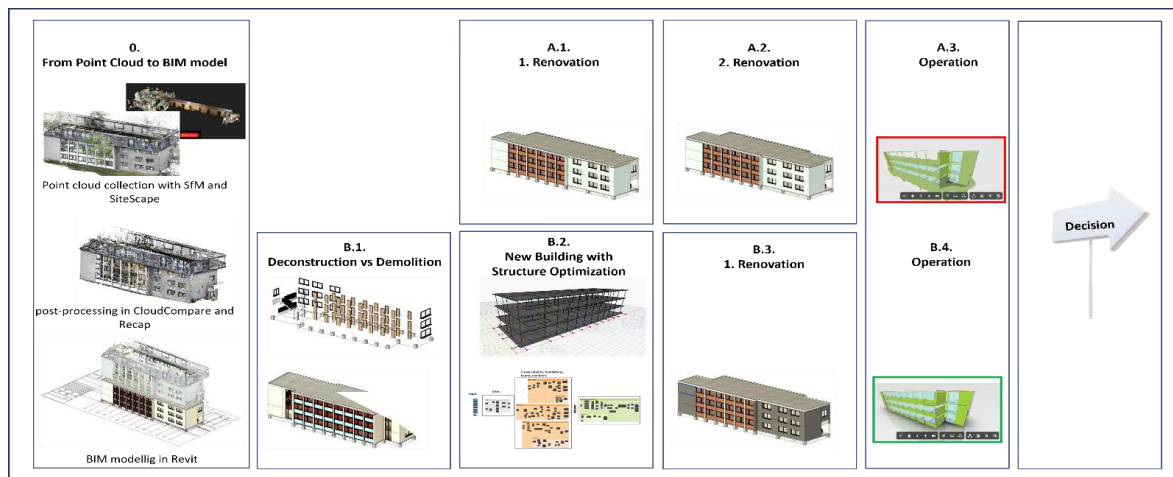 0.
From Point Cloud to BIM model
Point cloud collection with SfM and
SiteScape
post-processing in CloudCompare and
Recap
BIM modellig in Revit
A.1.
1. Renovation
A.2.
2. Renovation
A.3.
Operation
B.1.
Deconstruction vs Demolition
B.2.
New Building with
Structure Optimization
B.3.
1. Renovation
B.4.
Operation
Decision